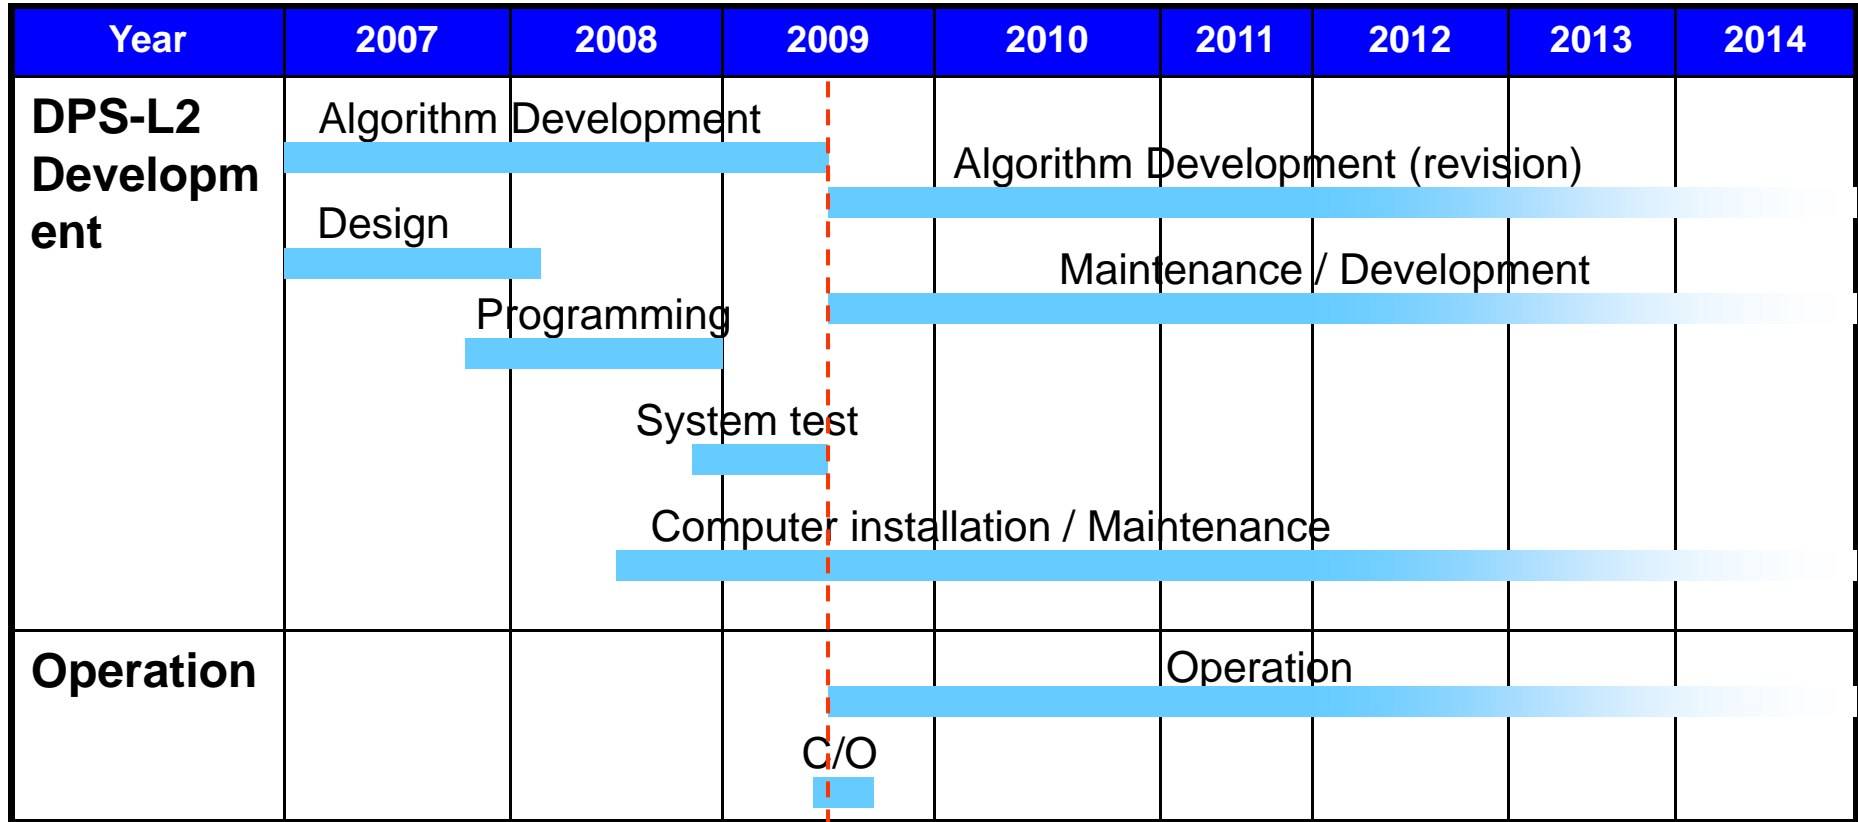 Year 2007 2008 2009 2010 2011 2012 2013 2014
DPS-L2
Developm
ent
Algorithm Development
Algorithm Development (revision)
Design
Maintenance / Development
Programming
System test
Computer installation / Maintenance
Operation
Operation
C/O